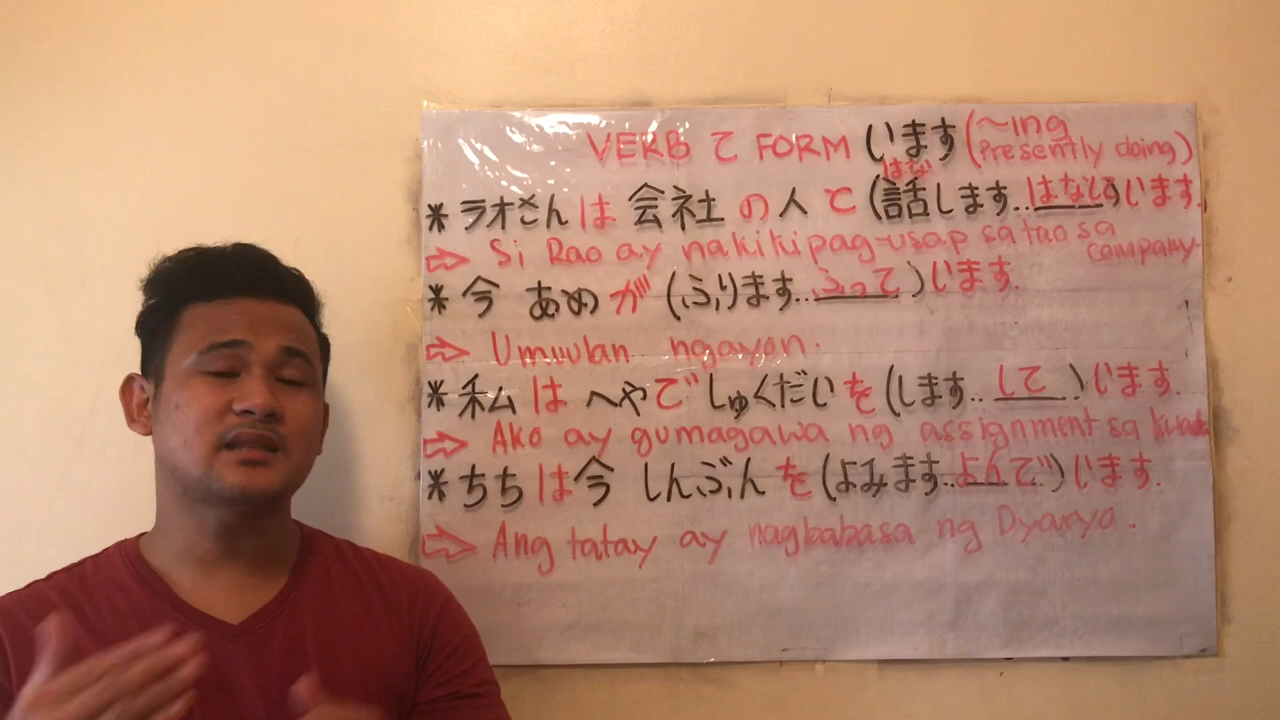 VERB て FORM います (~ing
Presently doing)
はな
* ラオさんは 会社 の 人 と (話します..はなして います.
⇨ Si Rao ay nakikipag-usap sa tao sa
company.
* 今 あめ が (ふります..ふって) います.
⇨ Umuulan ngayon.
* 私 は へやで しゅくだい を (します.. して ) います.
⇨ Ako ay gumagawa ng assignment sa
* ちち は 今 しんぶん を (よみます..よんで) います.
⇨ Ang tatay ay nagbabasa ng Dyaryo.